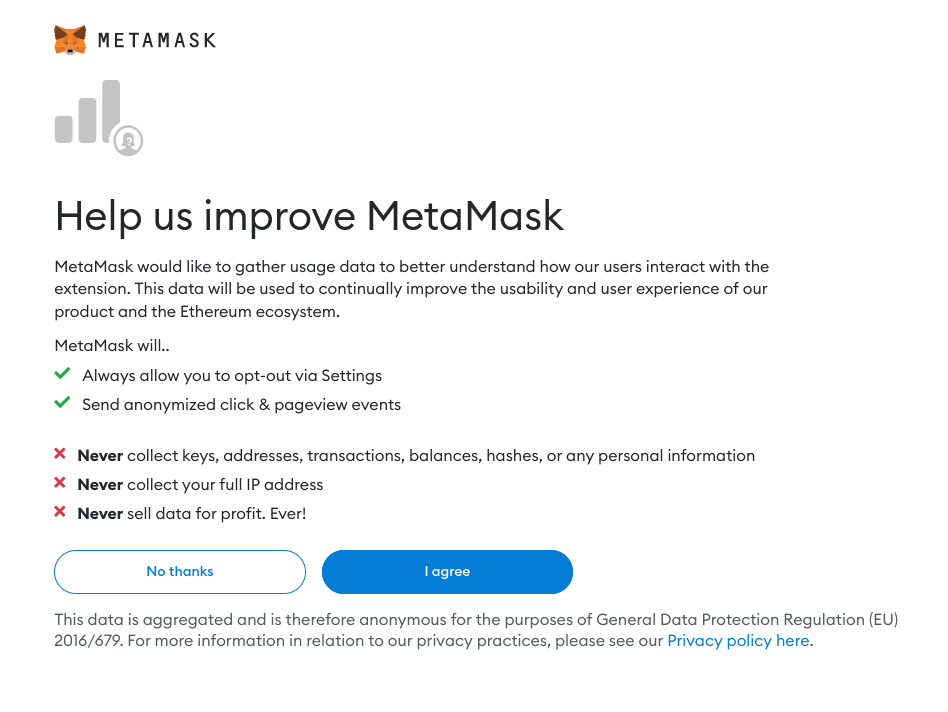 METAMASK
Help us improve MetaMask
MetaMask would like to gather usage data to better understand how our users interact with the
extension. This data will be used to continually improve the usability and user experience of our
product and the Ethereum ecosystem.
MetaMask will..
Always allow you to opt-out via Settings
Send anonymized click & pageview events
Never collect keys, addresses, transactions, balances, hashes, or any personal information
Never collect your full IP address
Never sell data for profit. Ever!
No thanks
I agree
This data is aggregated and is therefore anonymous for the purposes of General Data Protection Regulation (EU)
2016/679. For more information in relation to our privacy practices, please see our Privacy policy here.